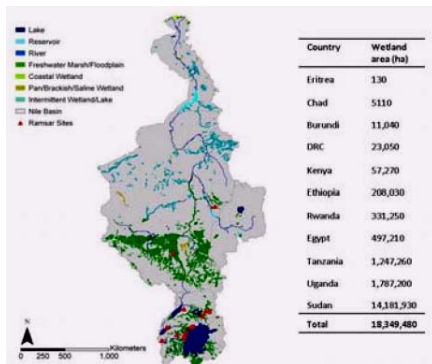 Lake
Reservoir
River
Freshwater Marsh/Floodplain
Coastal Wetland
Pan/Brackish/Saline Wetland
Intermittent Wetland/Lake
Nile Basin
Ramsar Sites
N
Kilometers
0 250 500 1,000
Country Wetland area (ha)
Eritrea 130
Chad 5110
Burundi 11,040
DRC 23,050
Kenya 57,270
Ethiopia 208,030
Rwanda 331,250
Egypt 497,210
Tanzania 1,247,260
Uganda 1,787,200
Sudan 14,181,930
Total 18,349,480